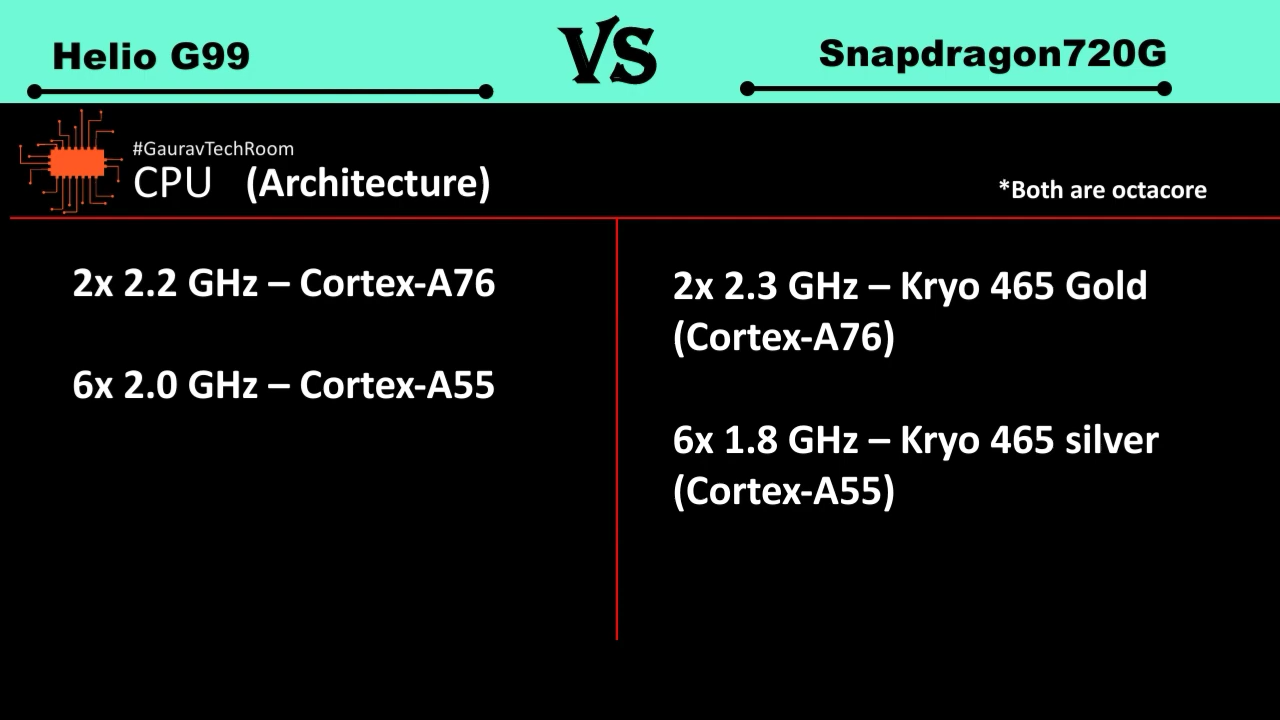 Helio G99
VS
Snapdragon720G
#GauravTechRoom
CPU (Architecture)
*Both are octacore
2x 2.2 GHz – Cortex-A76
6x 2.0 GHz – Cortex-A55
2x 2.3 GHz – Kryo 465 Gold
(Cortex-A76)
6x 1.8 GHz – Kryo 465 silver
(Cortex-A55)